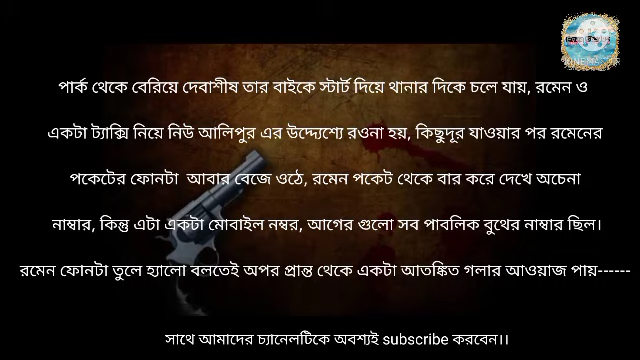 পার্ক থেকে বেরিয়ে দেবাশীষ তার বাইকে স্টার্ট দিয়ে থানার দিকে চলে যায়, রমেন ও
একটা ট্যাক্সি নিয়ে নিউ আলিপুর এর উদ্দ্যেশ্যে রওনা হয়, কিছুদূর যাওয়ার পর রমেনের
পকেটের ফোনটা আবার বেজে ওঠে, রমেন পকেট থেকে বার করে দেখে অচেনা
নাম্বার, কিন্তু এটা একটা মোবাইল নম্বর, আগের গুলো সব পাবলিক বুথের নাম্বার ছিল।
রমেন ফোনটা তুলে হ্যালো বলতেই অপর প্রান্ত থেকে একটা আতঙ্কিত গলার আওয়াজ পায়------
সাথে আমাদের চ্যানেলটিকে অবশ্যই subscribe করবেন।।